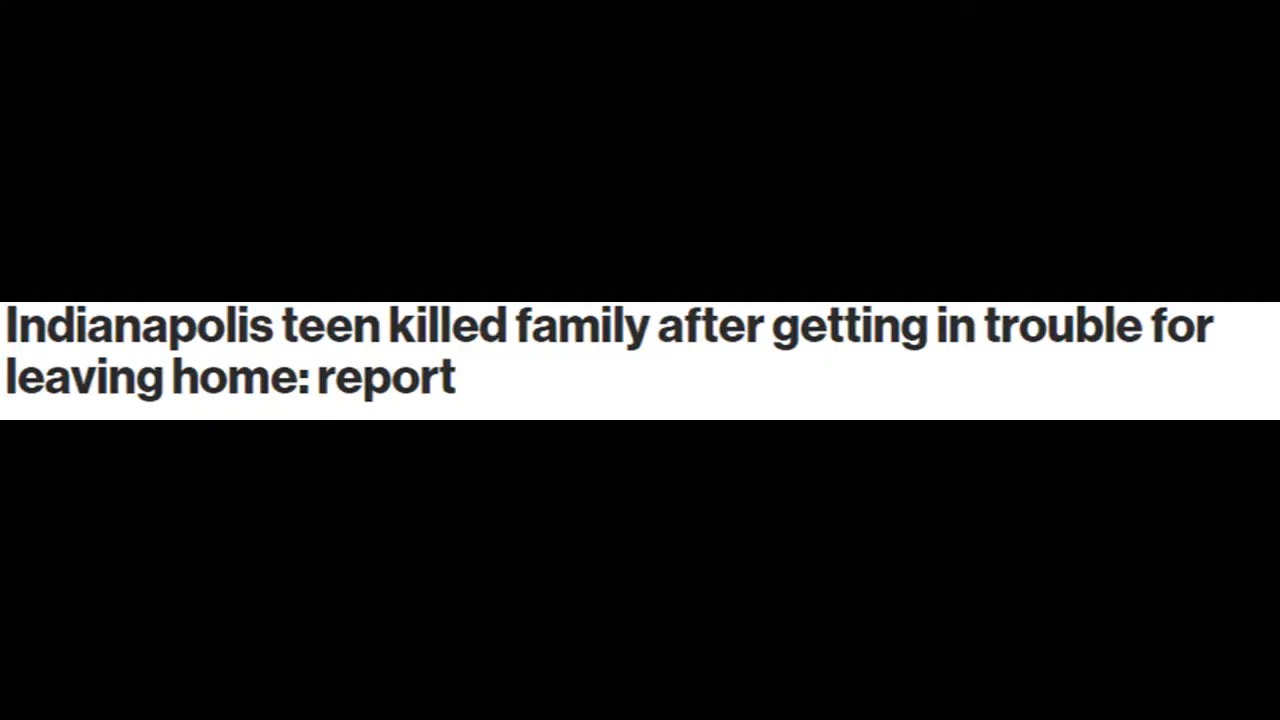 Indianapolis teen killed family after getting in trouble for
leaving home: report